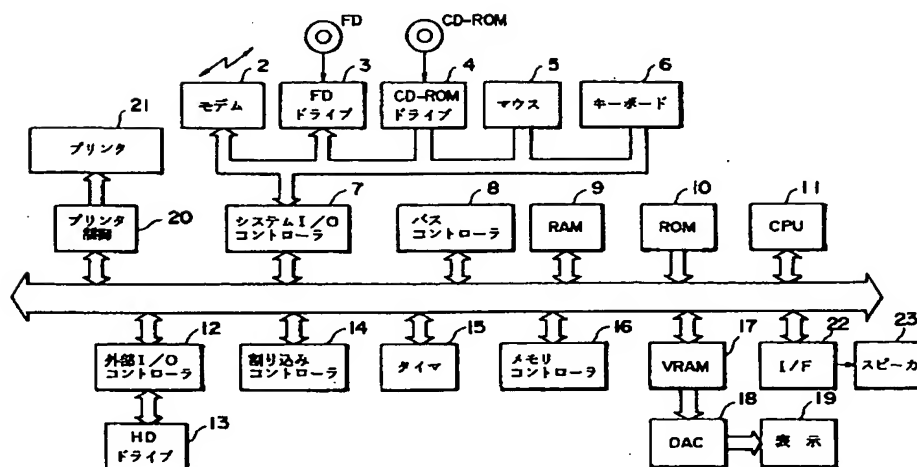 FD
CD-ROM
2
3
4
5
6
モデム
FD
ドライブ
CD-ROM
ドライブ
マウス
キーボード
21
プリンタ
7
8
9
10
11
プリンタ
制御
20
システムI/O
コントローラ
バス
コントローラ
RAM
ROM
CPU
12
14
15
16
17
22
23
外部I/O
コントローラ
割り込み
コントローラ
タイマ
メモリ
コントローラ
VRAM
I/F
スピーカ
13
18
19
HD
ドライブ
DAC
表示